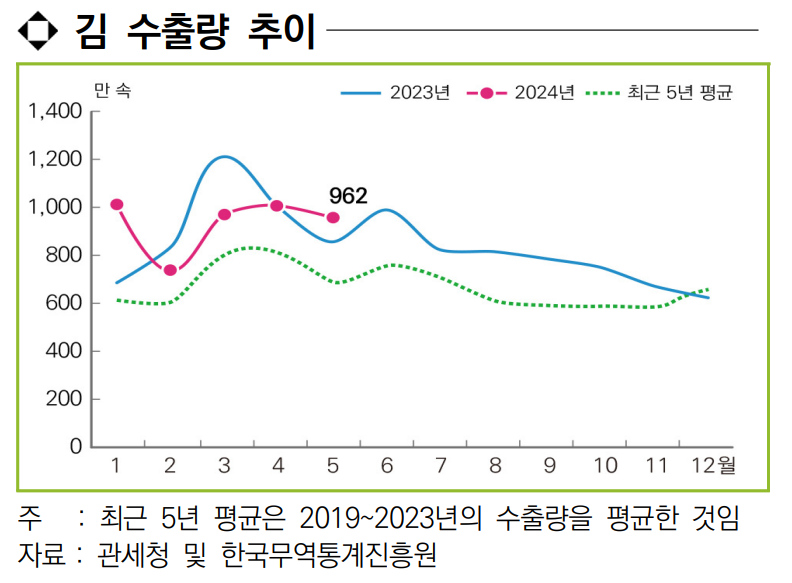 김 수출량 추이
만 속
2023년 2024년 최근 5년 평균
1,400
1,200
1,000
800
600
400
200
0
962
1 2 3 4 5 6 7 8 9 10 11 12월
주 : 최근 5년 평균은 2019~2023년의 수출량을 평균한 것임
자료 : 관세청 및 한국무역통계진흥원